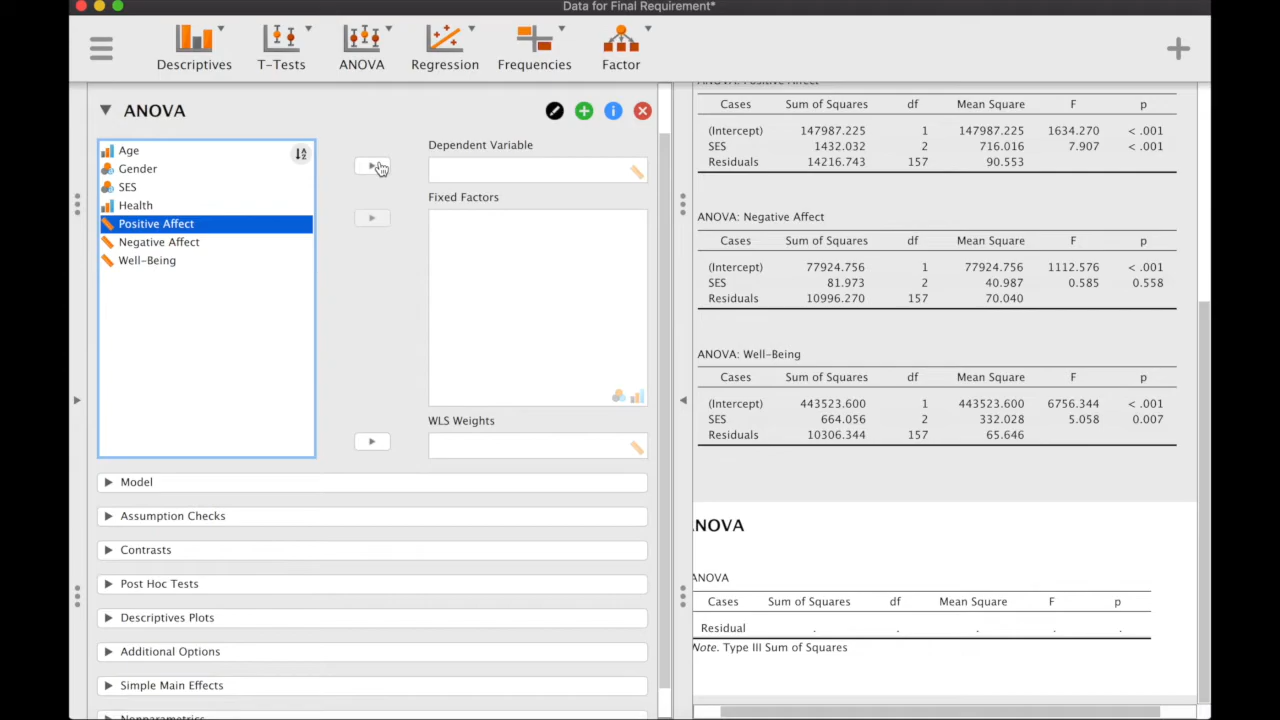 Data for Final Requirement*
Descriptives T-Tests ANOVA Regression Frequencies Factor
ANOVA
Age
Gender
SES
Health
Positive Affect
Negative Affect
Well-Being
Dependent Variable
Fixed Factors
WLS Weights
Model
Assumption Checks
Contrasts
Post Hoc Tests
Descriptives Plots
Additional Options
Simple Main Effects
Nonparametrics
ANOVA: Positive Affect
Cases Sum of Squares df Mean Square F p
(Intercept) 147987.225 1 147987.225 1634.270 < .001
SES 1432.032 2 716.016 7.907 < .001
Residuals 14216.743 157 90.553
ANOVA: Negative Affect
Cases Sum of Squares df Mean Square F p
(Intercept) 77924.756 1 77924.756 1112.576 < .001
SES 81.973 2 40.987 0.585 0.558
Residuals 10996.270 157 70.040
ANOVA: Well-Being
Cases Sum of Squares df Mean Square F p
(Intercept) 443523.600 1 443523.600 6756.344 < .001
SES 664.056 2 332.028 5.058 0.007
Residuals 10306.344 157 65.646
ANOVA
ANOVA
Cases Sum of Squares df Mean Square F p
Residual . . . . .
Note. Type III Sum of Squares